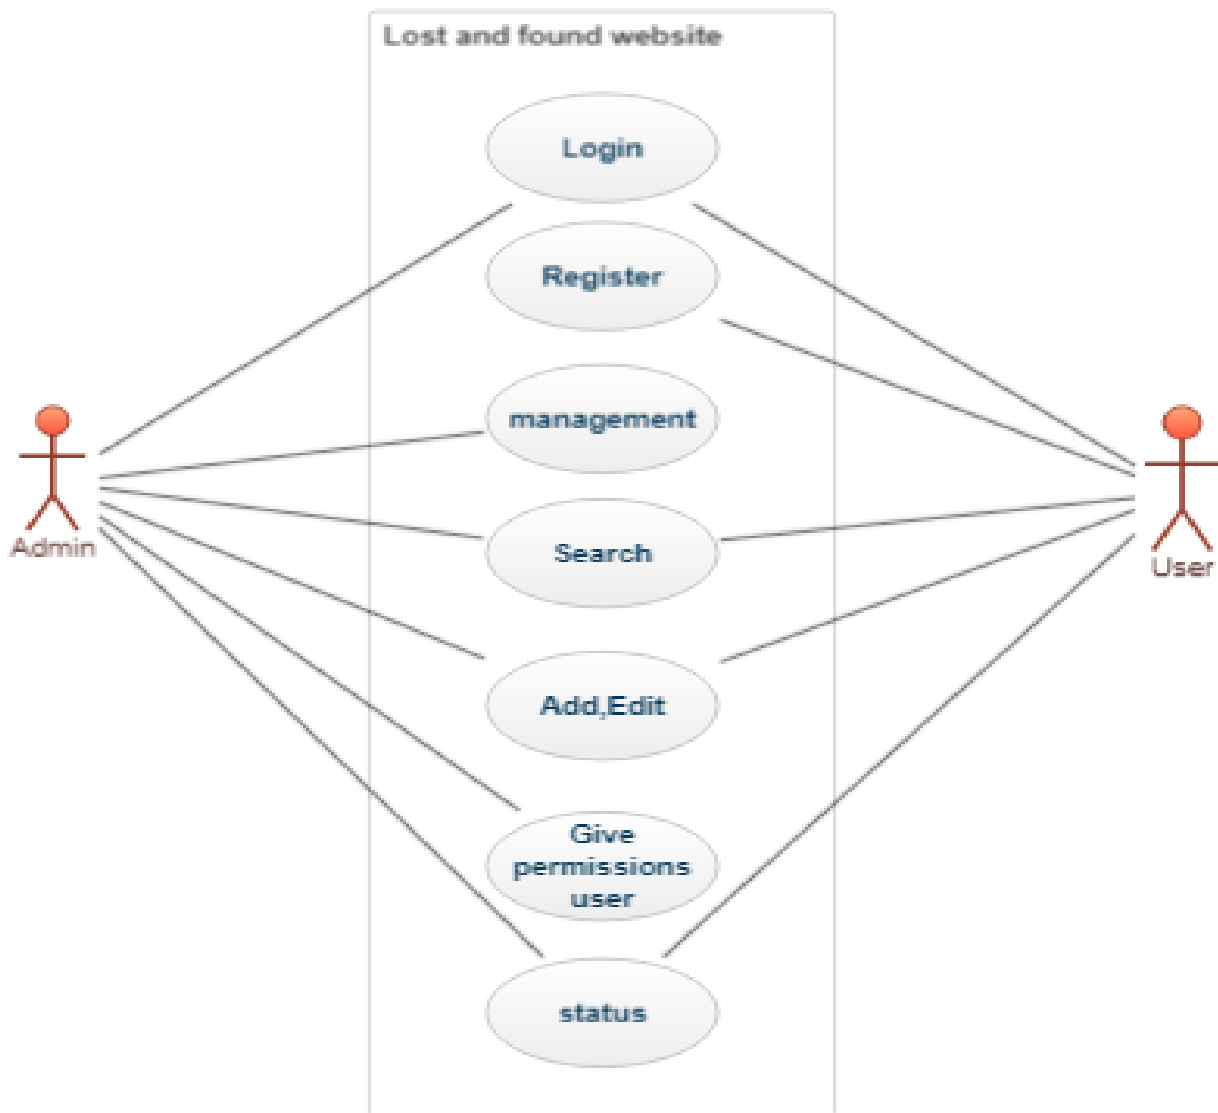 Lost and found website
Login
Register
management
Search
Add,Edit
Give
permissions
user
status
Admin
User